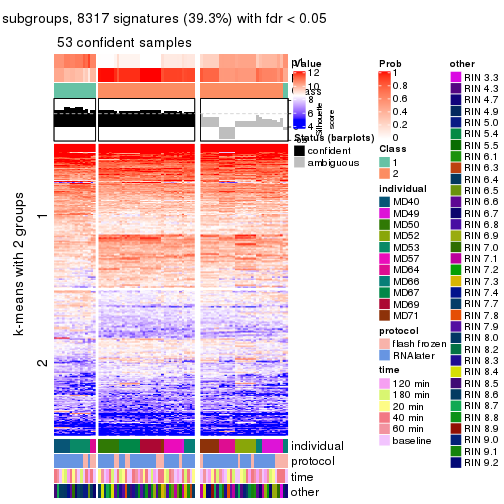 subgroups, 8317 signatures (39.3%) with fdr < 0.05
53 confident samples
k-means with 2 groups
1
2
Value
12
10
8
6
4
Silhouette
score
Status (barplots)
confident
ambiguous
individual
protocol
time
other
Prob
1
0.8
0.6
0.4
0.2
0
Class
1
2
individual
MD40
MD49
MD50
MD52
MD53
MD57
MD64
MD66
MD67
MD69
MD71
protocol
flash frozen
RNAlater
time
120 min
180 min
20 min
40 min
60 min
baseline
other
RIN 3.3
RIN 4.3
RIN 4.7
RIN 4.9
RIN 5.0
RIN 5.4
RIN 5.5
RIN 6.1
RIN 6.3
RIN 6.4
RIN 6.5
RIN 6.6
RIN 6.7
RIN 6.8
RIN 6.9
RIN 7.0
RIN 7.1
RIN 7.2
RIN 7.3
RIN 7.4
RIN 7.7
RIN 7.8
RIN 7.9
RIN 8.0
RIN 8.2
RIN 8.3
RIN 8.4
RIN 8.5
RIN 8.6
RIN 8.7
RIN 8.8
RIN 8.9
RIN 9.0
RIN 9.1
RIN 9.2